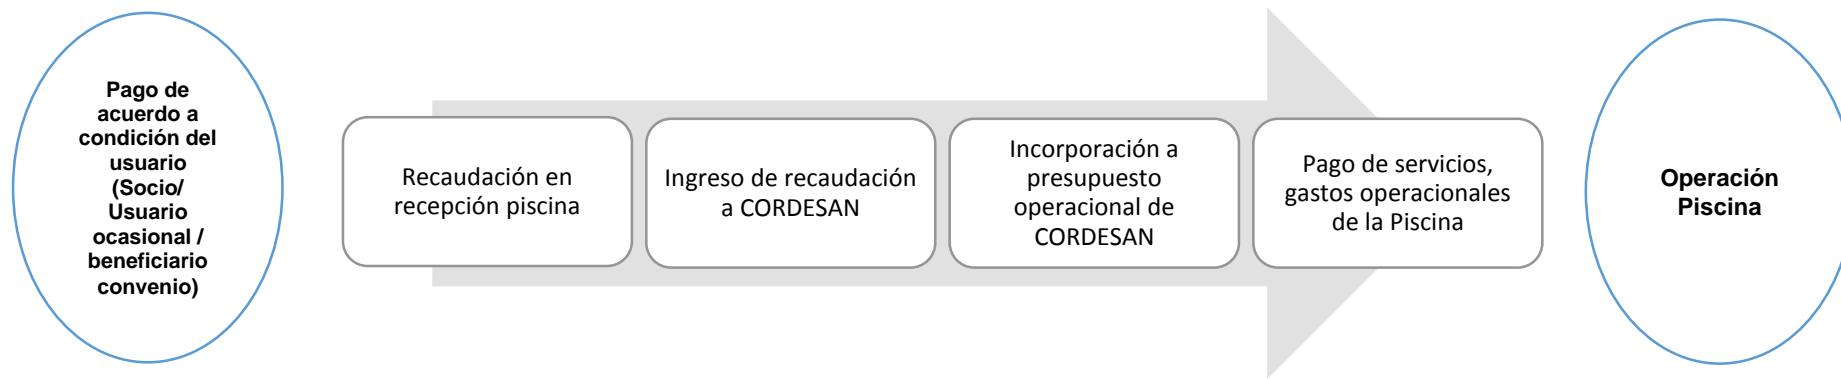 Pago de
acuerdo a
condición del
usuario
(Socio/
Usuario
ocasional /
beneficiario
convenio)
Recaudación en
recepción piscina
Ingreso de recaudación
a CORDESAN
Incorporación a
presupuesto
operacional de
CORDESAN
Pago de servicios,
gastos operacionales
de la Piscina
Operación
Piscina